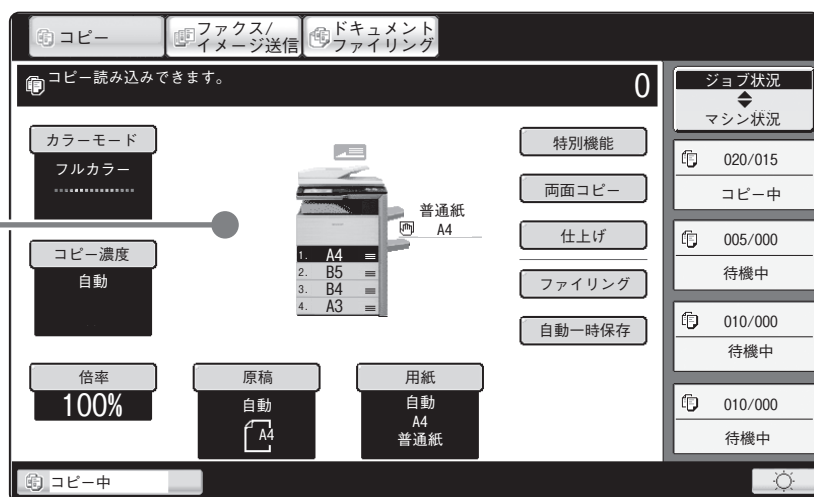 コピー
ファクス/
イメージ送信
ドキュメント
ファイリング
コピー読み込みできます。
0
ジョブ状況
マシン状況
カラーモード
フルカラー
特別機能
020/015
コピー中
両面コピー
普通紙
A4
コピー濃度
自動
仕上げ
005/000
待機中
1. A4
2. B5
3. B4
4. A3
ファイリング
自動一時保存
010/000
待機中
倍率
100%
原稿
自動
A4
用紙
自動
A4
普通紙
010/000
待機中
コピー中